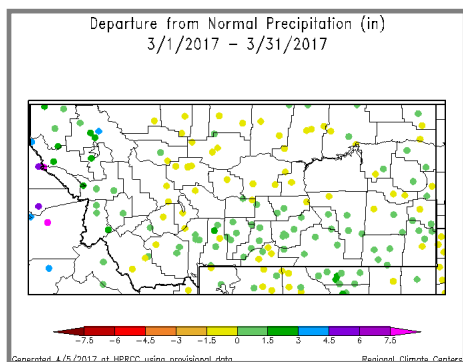 Departure from Normal Precipitation (in)
3/1/2017 – 3/31/2017
-7.5 -6 -4.5 -3 -1.5 0 1.5 3 4.5 6 7.5
Generated 4/5/2017 at HPRCC using provisional data.
Regional Climate Centers